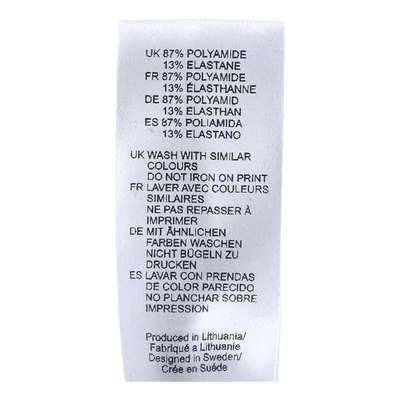 UK 87% POLYAMIDE
13% ELASTANE
FR 87% POLYAMIDE
13% ÉLASTHANNE
DE 87% POLYAMID
13% ELASTHAN
ES 87% POLIAMIDA
13% ELASTANO
UK WASH WITH SIMILAR
COLOURS
DO NOT IRON ON PRINT
FR LAVER AVEC COULEURS
SIMILAIRES
NE PAS REPASSER À
IMPRIMER
DE MIT ÄHNLICHEN
FARBEN WASCHEN
NICHT BÜGELN ZU
DRUCKEN
ES LAVAR CON PRENDAS
DE COLOR PARECIDO
NO PLANCHAR SOBRE
IMPRESSION
Produced in Lithuania/
Fabriqué a Lithuanie
Designed in Sweden/
Crée en Suéde